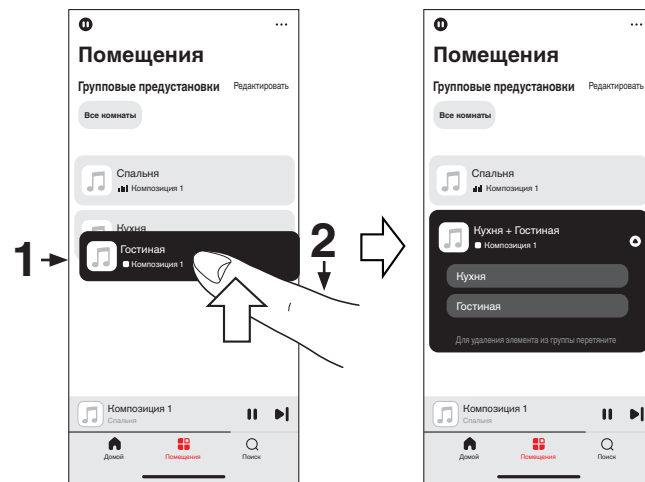 Помещения
Групповые предустановки Редактировать
Все комнаты
Спальня
Композиция 1
Кухня
Гостиная
Композиция 1
1
2
Композиция 1
Спальня
Домой Помещения Поиск
Помещения
Групповые предустановки Редактировать
Все комнаты
Спальня
Композиция 1
Кухня + Гостиная
Композиция 1
Кухня
Гостиная
Для удаления элемента из группы перетяните
Композиция 1
Спальня
Домой Помещения Поиск